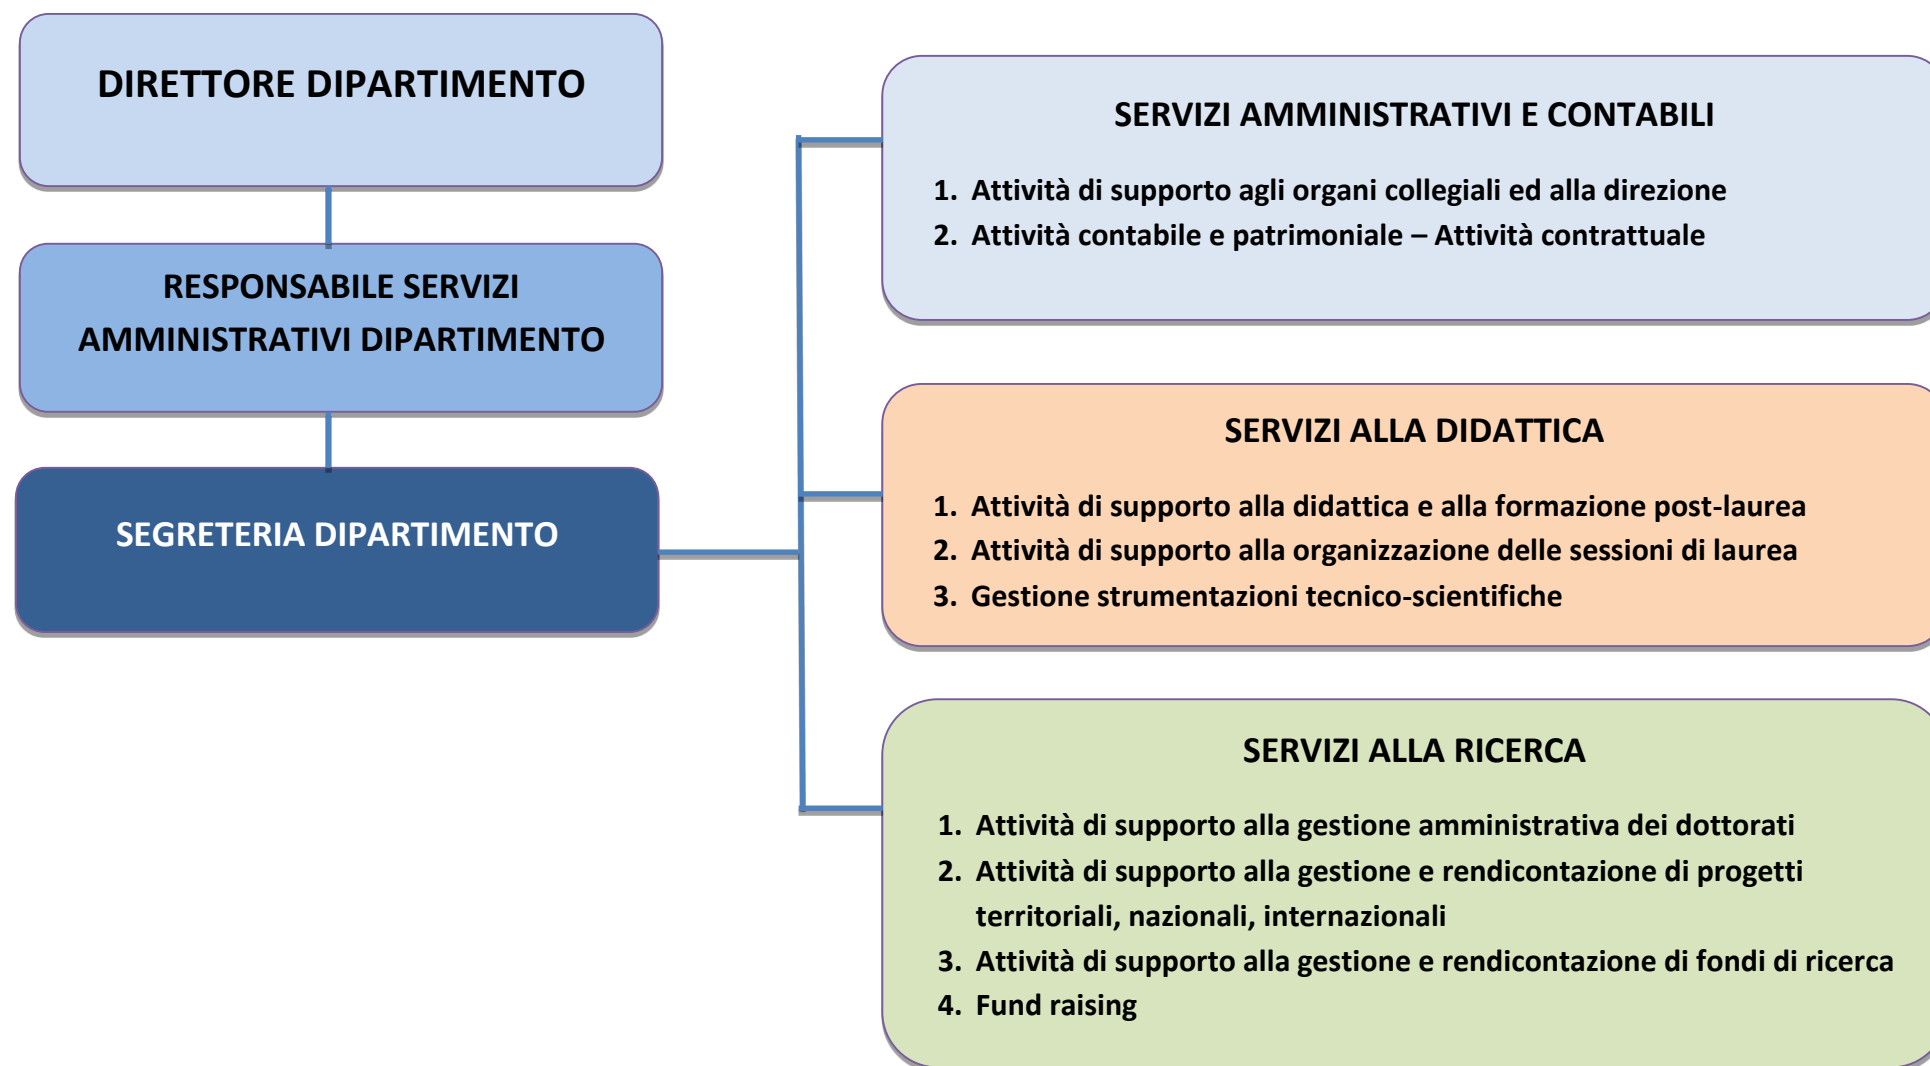 DIRETTORE DIPARTIMENTO
RESPONSABILE SERVIZI
AMMINISTRATIVI DIPARTIMENTO
SEGRETERIA DIPARTIMENTO
SERVIZI AMMINISTRATIVI E CONTABILI
1. Attività di supporto agli organi collegiali ed alla direzione
2. Attività contabile e patrimoniale – Attività contrattuale
SERVIZI ALLA DIDATTICA
1. Attività di supporto alla didattica e alla formazione post-laurea
2. Attività di supporto alla organizzazione delle sessioni di laurea
3. Gestione strumentazioni tecnico-scientifiche
SERVIZI ALLA RICERCA
1. Attività di supporto alla gestione amministrativa dei dottorati
2. Attività di supporto alla gestione e rendicontazione di progetti
territoriali, nazionali, internazionali
3. Attività di supporto alla gestione e rendicontazione di fondi di ricerca
4. Fund raising